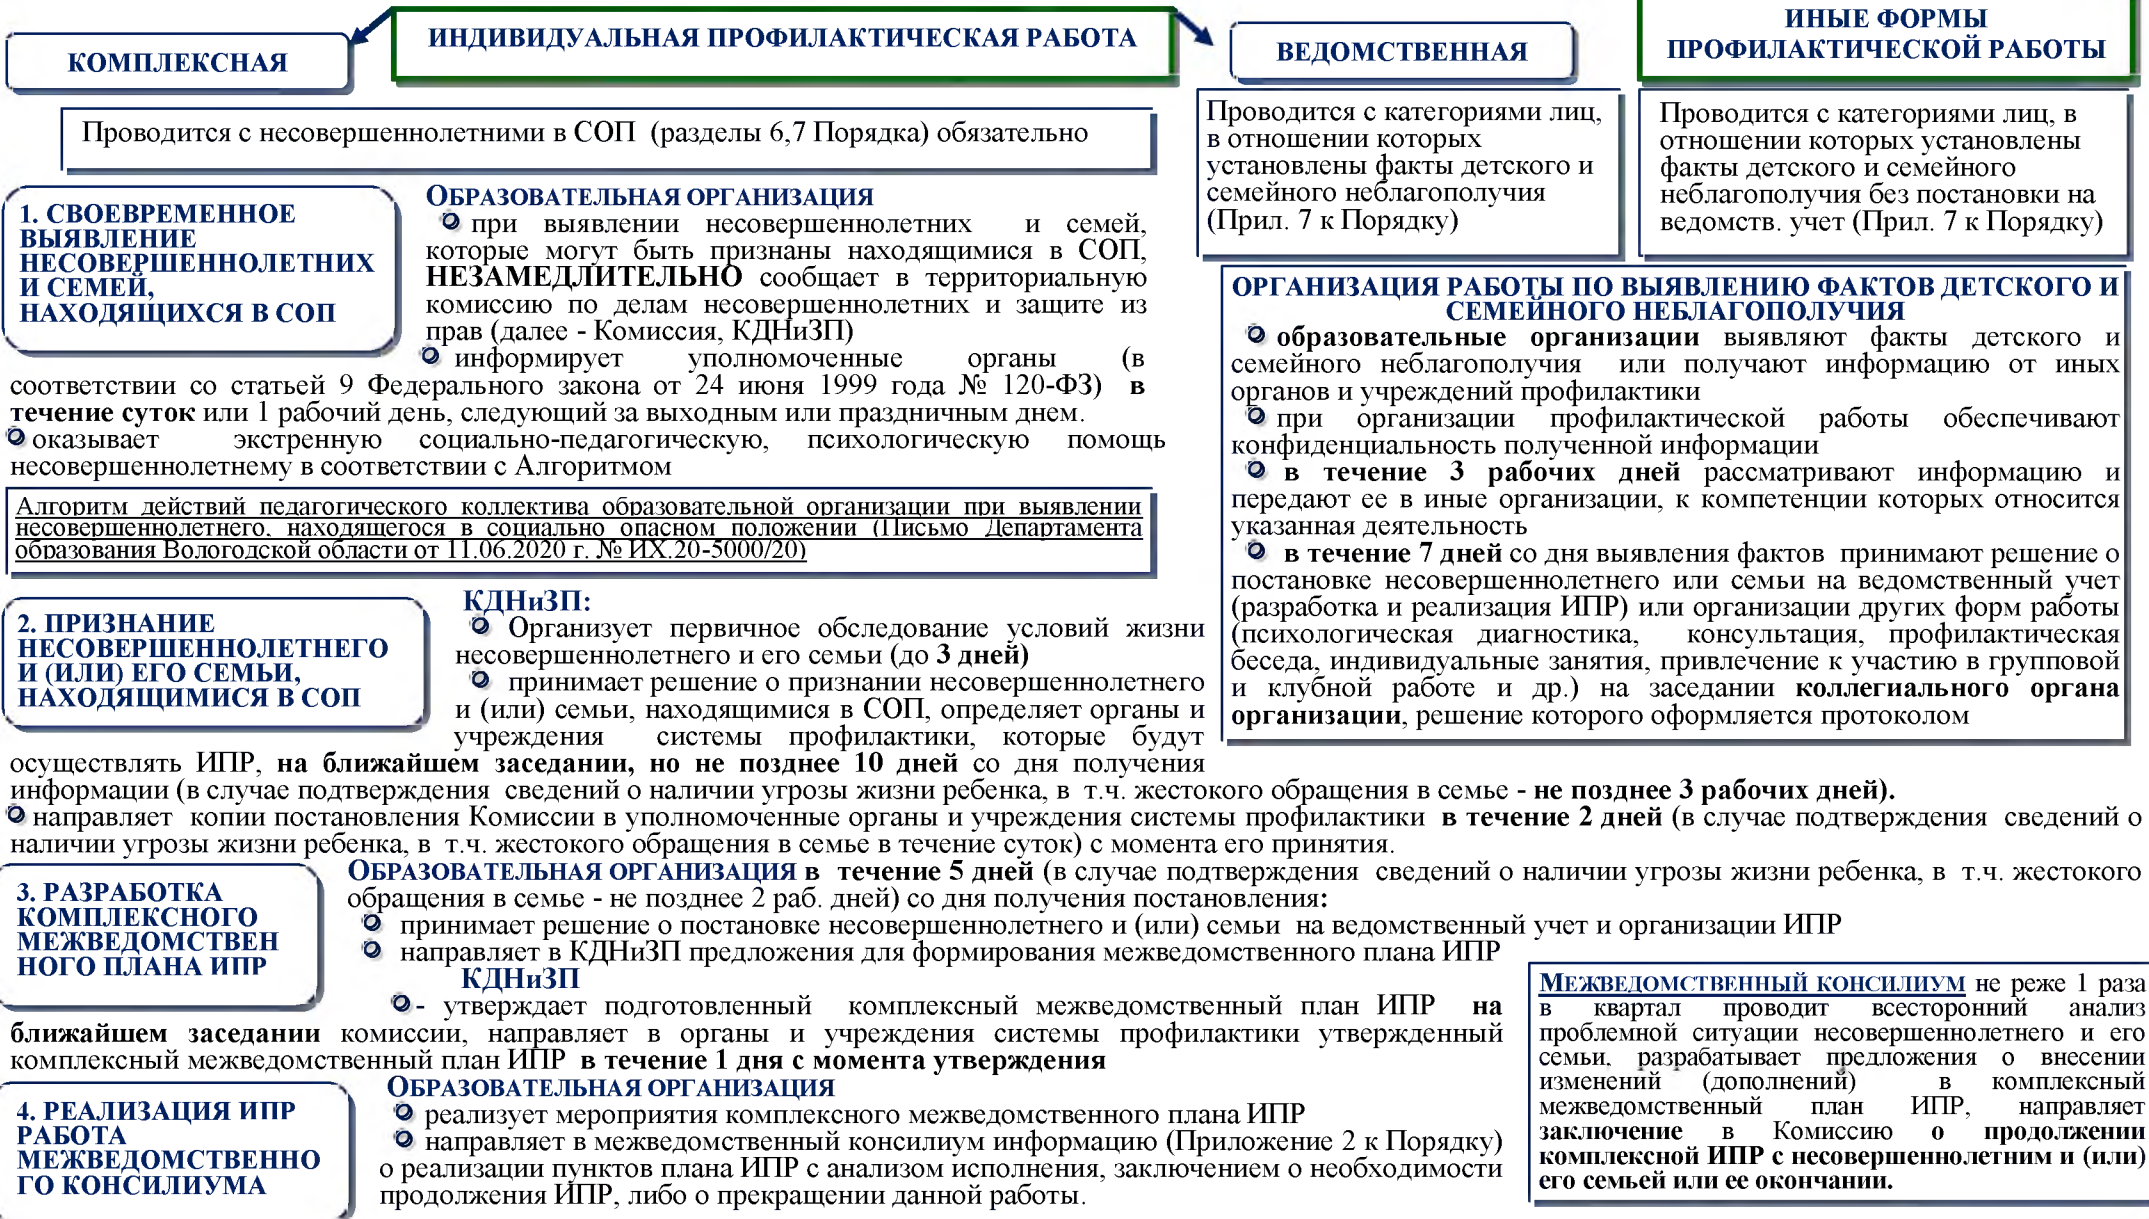 КОМПЛЕКСНАЯ
ИНДИВИДУАЛЬНАЯ ПРОФИЛАКТИЧЕСКАЯ РАБОТА
ВЕДОМСТВЕННАЯ
ИНЫЕ ФОРМЫ
ПРОФИЛАКТИЧЕСКОЙ РАБОТЫ
Проводится с несовершеннолетними в СОП (разделы 6,7 Порядка) обязательно
Проводится с категориями лиц,
в отношении которых
установлены факты детского и
семейного неблагополучия
(Прил. 7 к Порядку)
Проводится с категориями лиц, в
отношении которых установлены
факты детского и семейного
неблагополучия без постановки на
ведомств. учет (Прил. 7 к Порядку)
1. СВОЕВРЕМЕННОЕ
ВЫЯВЛЕНИЕ
НЕСОВЕРШЕННОЛЕТНИХ
И СЕМЕЙ,
НАХОДЯЩИХСЯ В СОП
ОБРАЗОВАТЕЛЬНАЯ ОРГАНИЗАЦИЯ
при выявлении несовершеннолетних и семей,
которые могут быть признаны находящимися в СОП,
НЕЗАМЕДЛИТЕЛЬНО сообщает в территориальную
комиссию по делам несовершеннолетних и защите из
прав (далее - Комиссия, КДНиЗП)
информирует уполномоченные органы (в
соответствии со статьей 9 Федерального закона от 24 июня 1999 года № 120-ФЗ) в
течение суток или 1 рабочий день, следующий за выходным или праздничным днем.
оказывает экстренную социально-педагогическую, психологическую помощь
несовершеннолетнему в соответствии с Алгоритмом
Алгоритм действий педагогического коллектива образовательной организации при выявлении
несовершеннолетнего, находящегося в социально опасном положении (Письмо Департамента
образования Вологодской области от 11.06.2020 г. № ИХ.20-5000/20)
ОРГАНИЗАЦИЯ РАБОТЫ ПО ВЫЯВЛЕНИЮ ФАКТОВ ДЕТСКОГО И
СЕМЕЙНОГО НЕБЛАГОПОЛУЧИЯ
образовательные организации выявляют факты детского и
семейного неблагополучия или получают информацию от иных
органов и учреждений профилактики
при организации профилактической работы обеспечивают
конфиденциальность полученной информации
в течение 3 рабочих дней рассматривают информацию и
передают ее в иные организации, к компетенции которых относится
указанная деятельность
в течение 7 дней со дня выявления фактов принимают решение о
постановке несовершеннолетнего или семьи на ведомственный учет
(разработка и реализация ИПР) или организации других форм работы
(психологическая диагностика, консультация, профилактическая
беседа, индивидуальные занятия, привлечение к участию в групповой
и клубной работе и др.) на заседании коллегиального органа
организации, решение которого оформляется протоколом
2. ПРИЗНАНИЕ
НЕСОВЕРШЕННОЛЕТНЕГО
И (ИЛИ) ЕГО СЕМЬИ,
НАХОДЯЩИМИСЯ В СОП
КДНиЗП:
Организует первичное обследование условий жизни
несовершеннолетнего и его семьи (до 3 дней)
принимает решение о признании несовершеннолетнего
и (или) семьи, находящимися в СОП, определяет органы и
учреждения системы профилактики, которые будут
осуществлять ИПР, на ближайшем заседании, но не позднее 10 дней со дня получения
информации (в случае подтверждения сведений о наличии угрозы жизни ребенка, в т.ч. жестокого обращения в семье - не позднее 3 рабочих дней).
направляет копии постановления Комиссии в уполномоченные органы и учреждения системы профилактики в течение 2 дней (в случае подтверждения сведений о
наличии угрозы жизни ребенка, в т.ч. жестокого обращения в семье в течение суток) с момента его принятия.
3. РАЗРАБОТКА
КОМПЛЕКСНОГО
МЕЖВЕДОМСТВЕН
НОГО ПЛАНА ИПР
ОБРАЗОВАТЕЛЬНАЯ ОРГАНИЗАЦИЯ в течение 5 дней (в случае подтверждения сведений о наличии угрозы жизни ребенка, в т.ч. жестокого
обращения в семье - не позднее 2 раб. дней) со дня получения постановления:
принимает решение о постановке несовершеннолетнего и (или) семьи на ведомственный учет и организации ИПР
направляет в КДНиЗП предложения для формирования межведомственного плана ИПР
КДНиЗП
- утверждает подготовленный комплексный межведомственный план ИПР на
ближайшем заседании комиссии, направляет в органы и учреждения системы профилактики утвержденный
комплексный межведомственный план ИПР в течение 1 дня с момента утверждения
4. РЕАЛИЗАЦИЯ ИПР
РАБОТА
МЕЖВЕДОМСТВЕННО
ГО КОНСИЛИУМА
ОБРАЗОВАТЕЛЬНАЯ ОРГАНИЗАЦИЯ
реализует мероприятия комплексного межведомственного плана ИПР
направляет в межведомственный консилиум информацию (Приложение 2 к Порядку)
о реализации пунктов плана ИПР с анализом исполнения, заключением о необходимости
продолжения ИПР, либо о прекращении данной работы.
МЕЖВЕДОМСТВЕННЫЙ КОНСИЛИУМ не реже 1 раза
в квартал проводит всесторонний анализ
проблемной ситуации несовершеннолетнего и его
семьи, разрабатывает предложения о внесении
изменений (дополнений) в комплексный
межведомственный план ИПР, направляет
заключение в Комиссию о продолжении
комплексной ИПР с несовершеннолетним и (или)
его семьей или ее окончании.